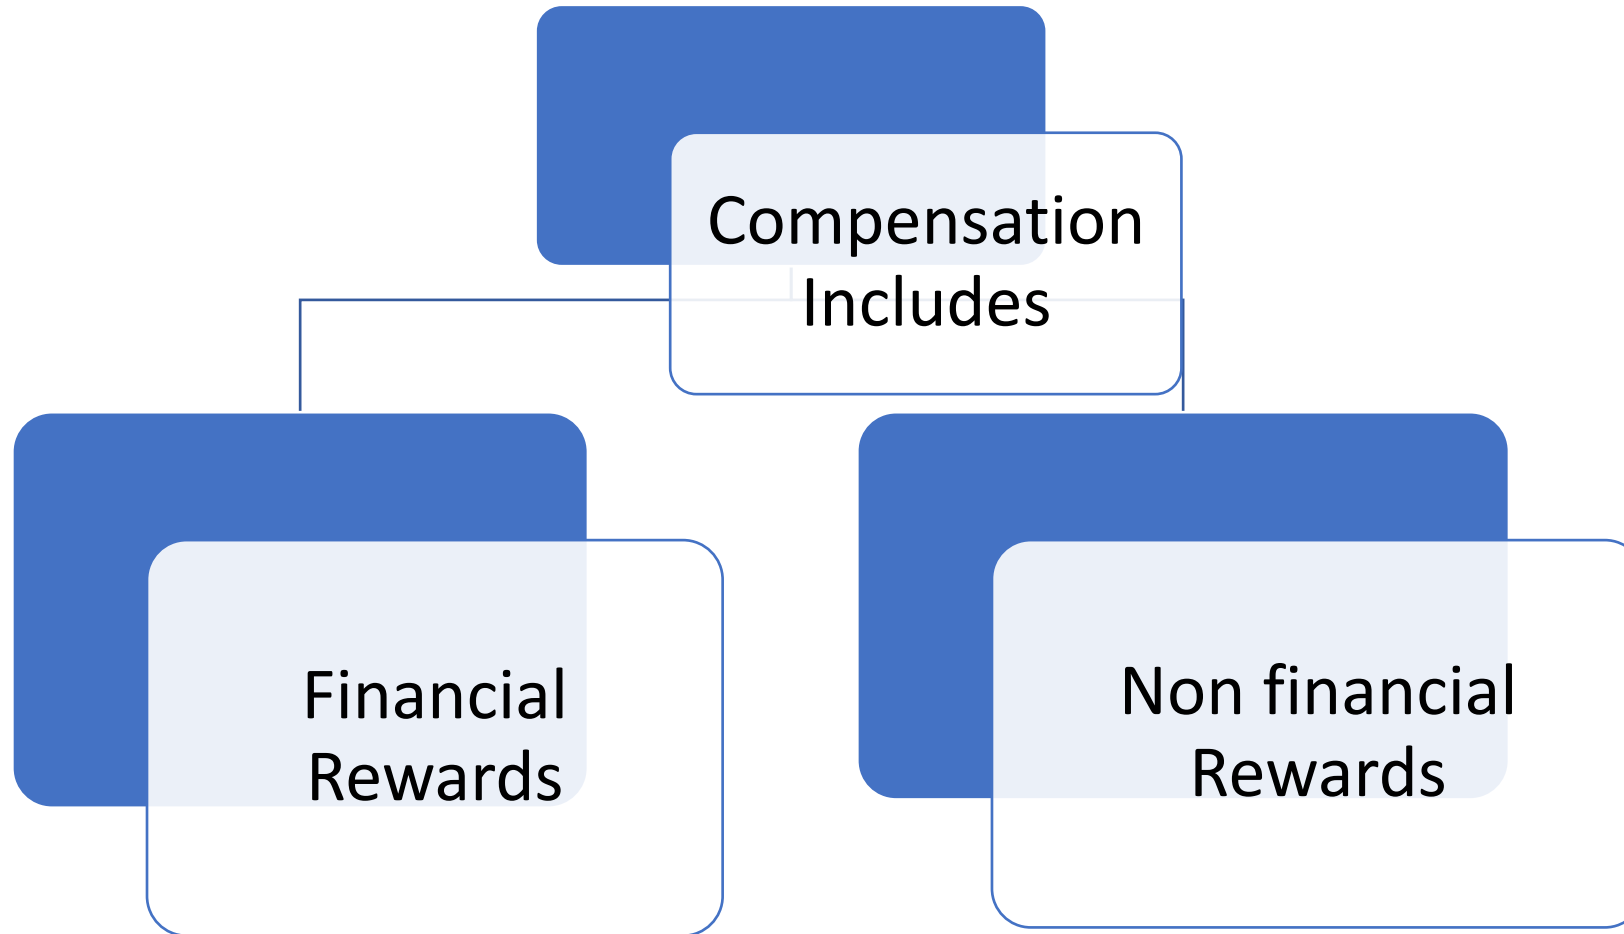 Compensation
Includes
Financial
Rewards
Non financial
Rewards